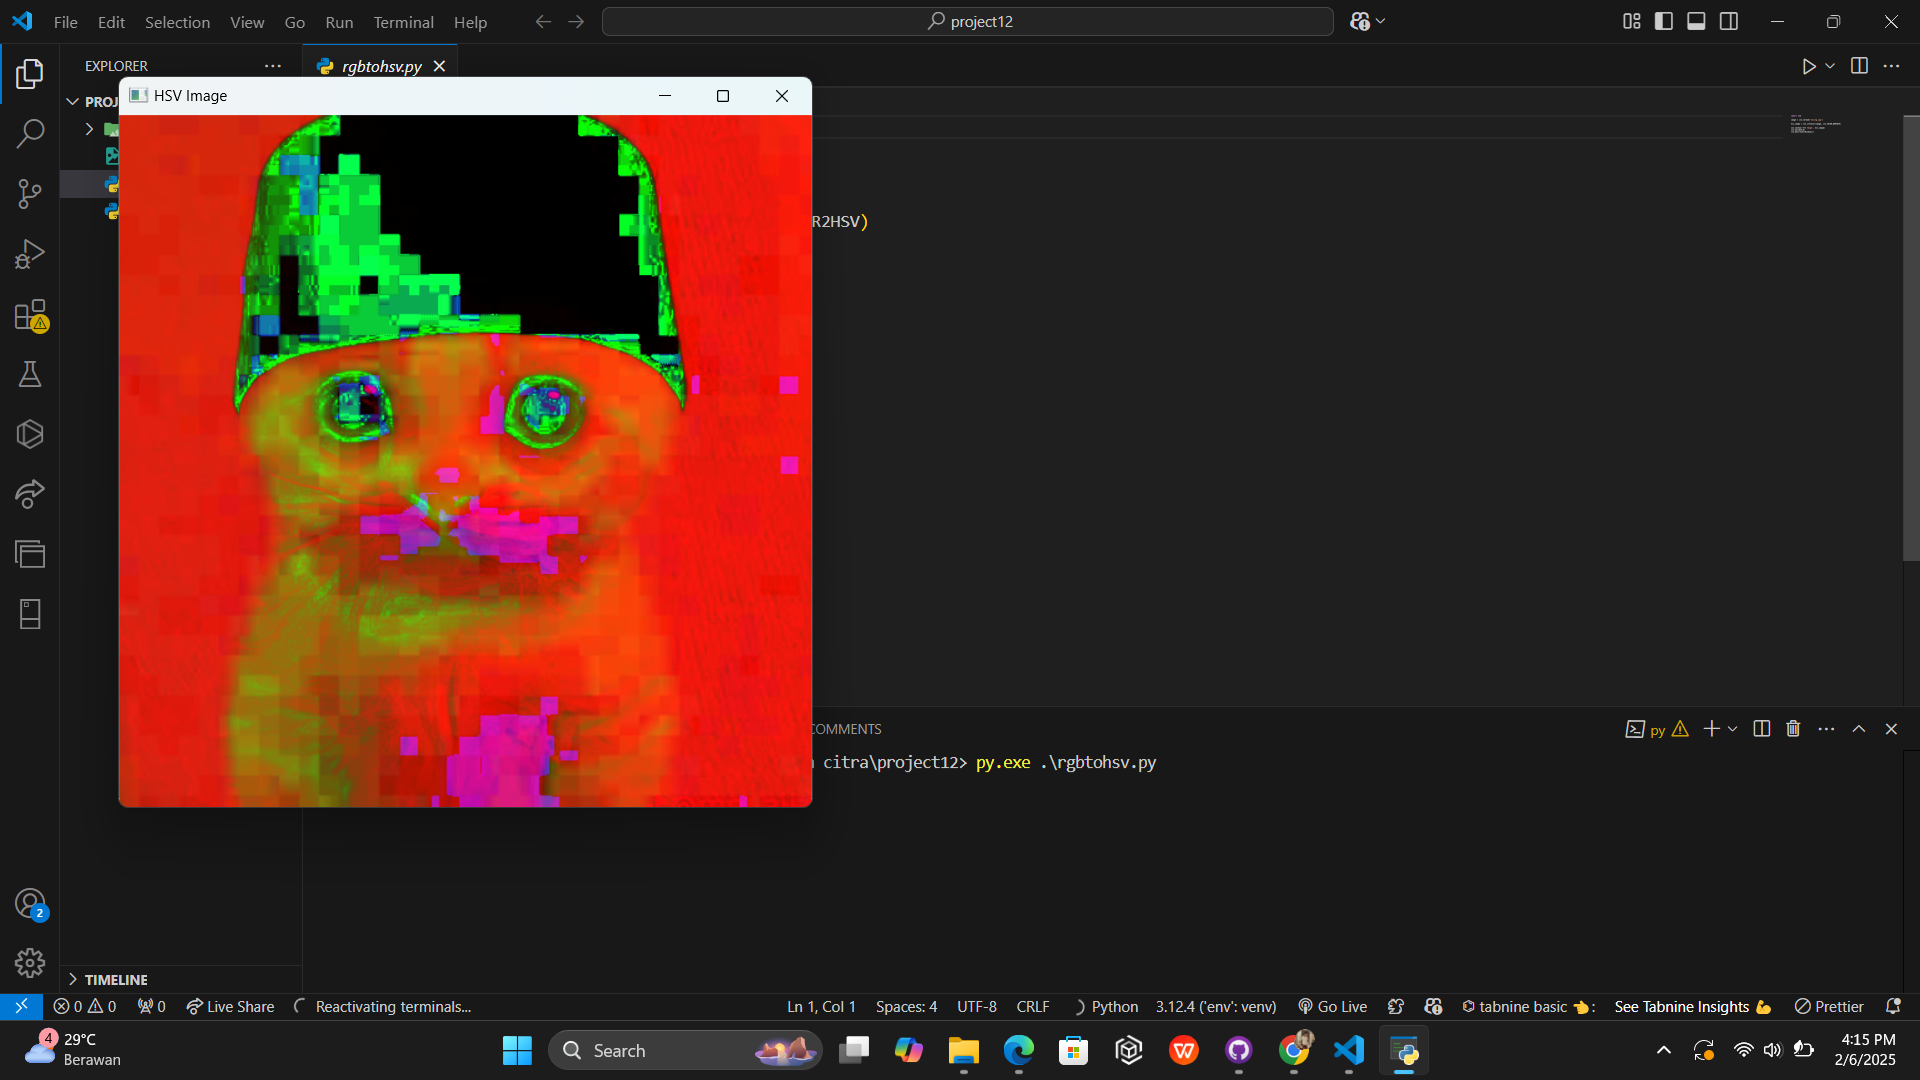 File Edit Selection View Go Run Terminal Help
project12
EXPLORER
rgbtohsv.py
HSV Image
PROJ
R2HSV)
COMMENTS
py
citra\project12> py.exe .\rgbtohsv.py
2
TIMELINE
0 0 0 Live Share Reactivating terminals... Ln 1, Col 1 Spaces: 4 UTF-8 CRLF Python 3.12.4 ('env': venv) Go Live tabnine basic 👈: See Tabnine Insights 💪 Prettier
4 29°C
Berawan
Search
4:15 PM
2/6/2025